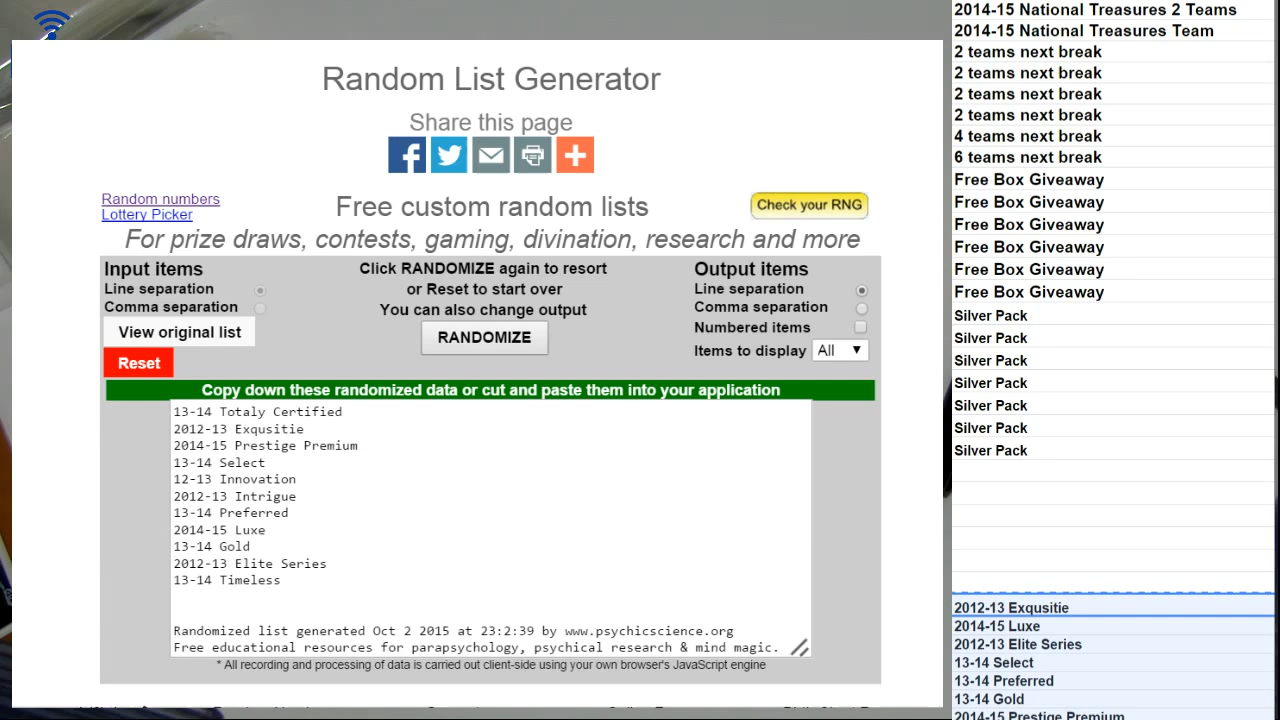 Random List Generator
Share this page
Random numbers
Lottery Picker
Free custom random lists
Check your RNG
For prize draws, contests, gaming, divination, research and more
Input items
Line separation
Comma separation
View original list
Reset
Click RANDOMIZE again to resort
or Reset to start over
You can also change output
RANDOMIZE
Output items
Line separation
Comma separation
Numbered items
Items to display All
Copy down these randomized data or cut and paste them into your application
13-14 Totaly Certified
2012-13 Exqusitie
2014-15 Prestige Premium
13-14 Select
12-13 Innovation
2012-13 Intrigue
13-14 Preferred
2014-15 Luxe
13-14 Gold
2012-13 Elite Series
13-14 Timeless
Randomized list generated Oct 2 2015 at 23:2:39 by www.psychicscience.org
Free educational resources for parapsychology, psychical research & mind magic.
* All recording and processing of data is carried out client-side using your own browser's JavaScript engine
2014-15 National Treasures 2 Teams
2014-15 National Treasures Team
2 teams next break
2 teams next break
2 teams next break
2 teams next break
4 teams next break
6 teams next break
Free Box Giveaway
Free Box Giveaway
Free Box Giveaway
Free Box Giveaway
Free Box Giveaway
Free Box Giveaway
Silver Pack
Silver Pack
Silver Pack
Silver Pack
Silver Pack
Silver Pack
Silver Pack
2012-13 Exqusitie
2014-15 Luxe
2012-13 Elite Series
13-14 Select
13-14 Preferred
13-14 Gold
2014-15 Prestige Premium